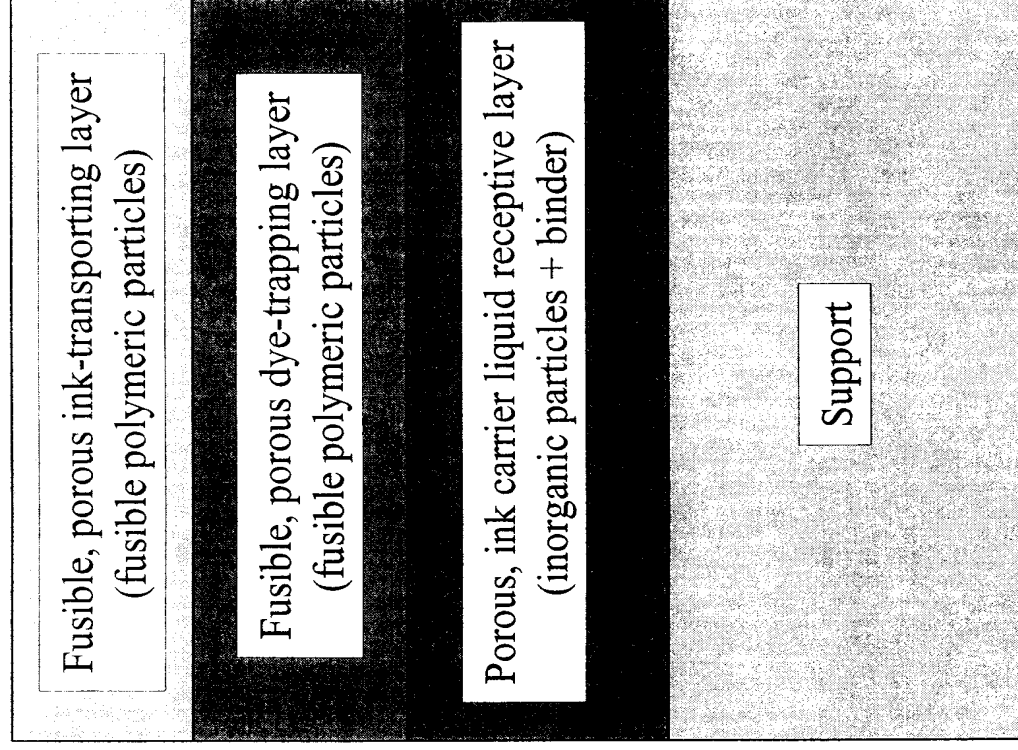 Fusible, porous ink-transporting layer
(fusible polymeric particles)
Fusible, porous dye-trapping layer
(fusible polymeric particles)
Porous, ink carrier liquid receptive layer
(inorganic particles + binder)
Support